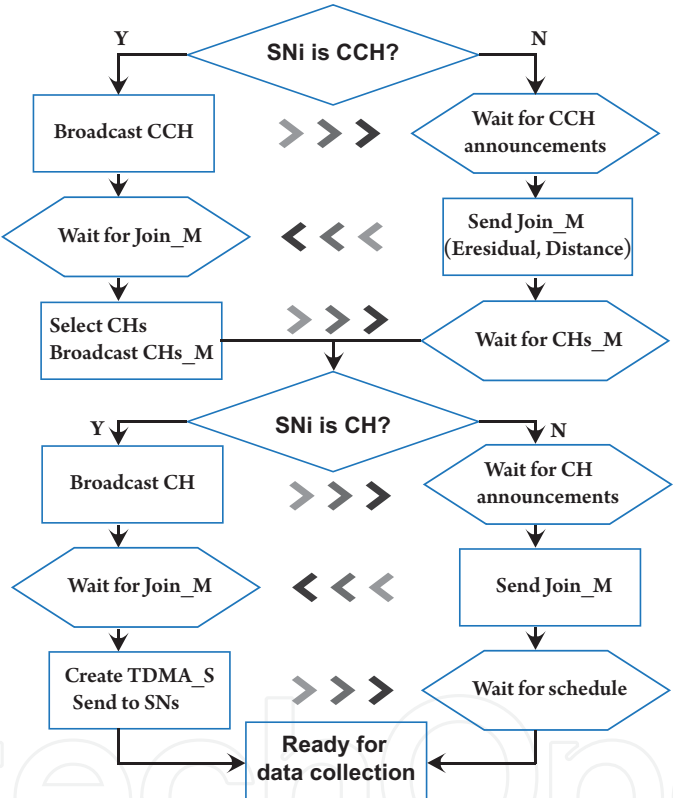 Y
SNi is CCH?
N
Broadcast CCH
Wait for CCH
announcements
Wait for Join_M
Send Join_M
(Eresidual, Distance)
Select CHs
Broadcast CHs_M
Wait for CHs_M
Y
SNi is CH?
N
Broadcast CH
Wait for CH
announcements
Wait for Join_M
Send Join_M
Create TDMA_S
Send to SNs
Wait for schedule
Ready for
data collection